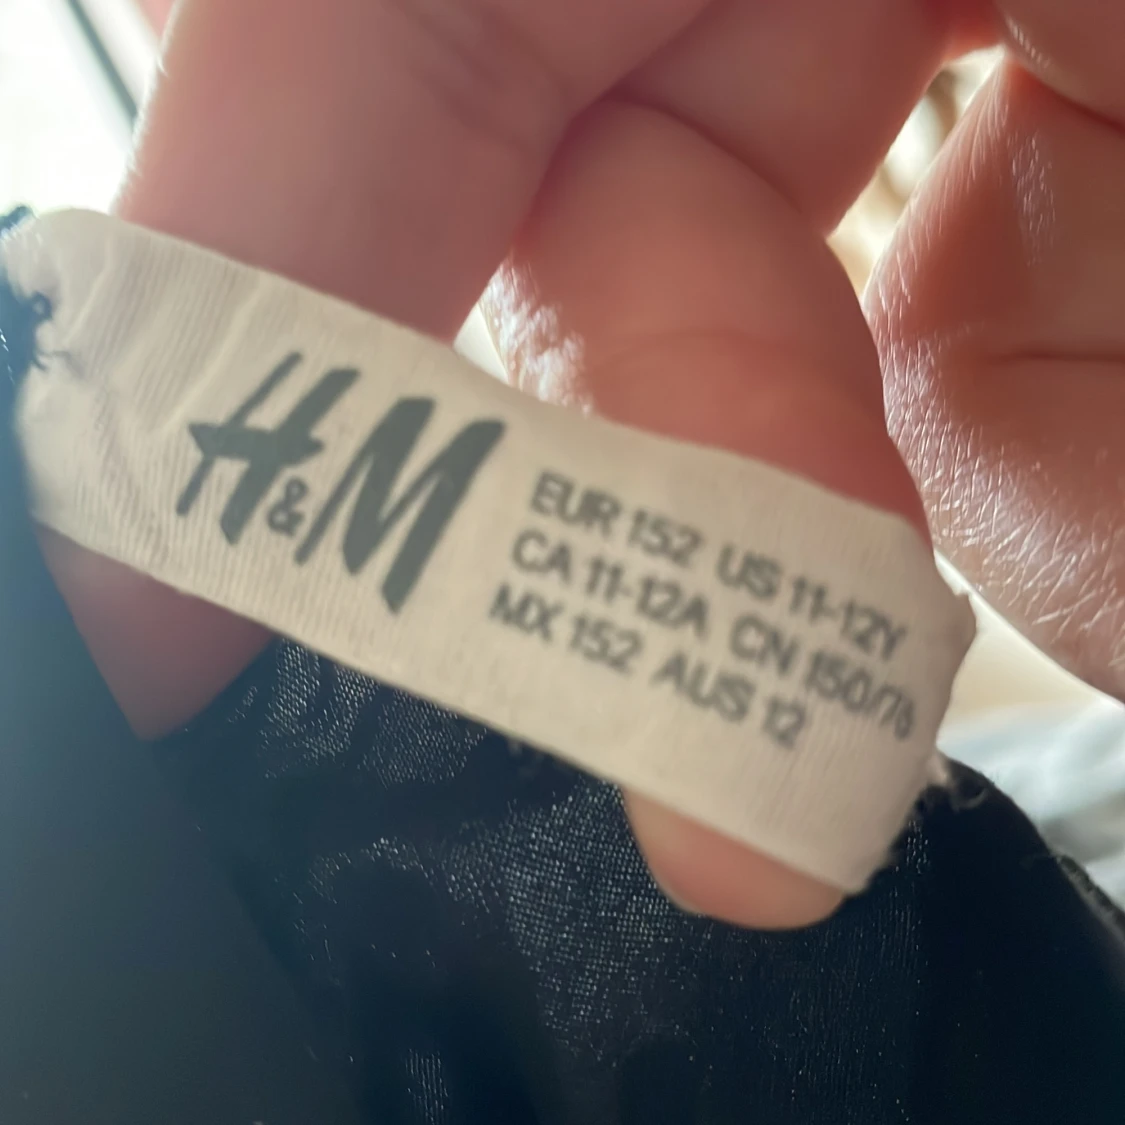 H&M
EUR 152 US 11-12Y
CA 11-12A CN 150/76
MX 152 AUS 12